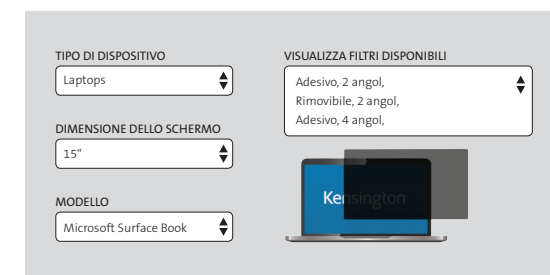 TIPO DI DISPOSITIVO
Laptops
DIMENSIONE DELLO SCHERMO
15"
MODELLO
Microsoft Surface Book
VISUALIZZA FILTRI DISPONIBILI
Adesivo, 2 angol,
Rimovibile, 2 angol,
Adesivo, 4 angol,
Kensington